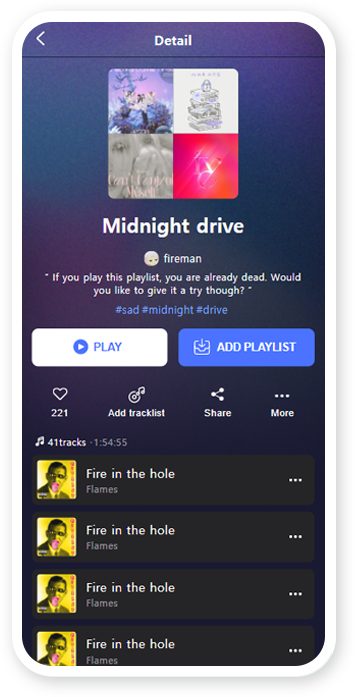 Detail
Midnight drive
fireman
" If you play this playlist, you are already dead. Would
you like to give it a try though? "
#sad #midnight #drive
PLAY
ADD PLAYLIST
221
Add tracklist
Share
More
41tracks · 1:54:55
Fire in the hole
Flames
Fire in the hole
Flames
Fire in the hole
Flames
Fire in the hole
Flames